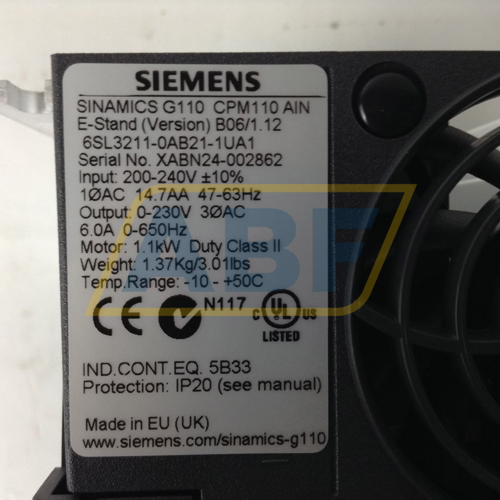 SIEMENS
SINAMICS G110 CPM110 AIN
E-Stand (Version) B06/1.12
6SL3211-0AB21-1UA1
Serial No. XABN24-002862
Input: 200-240V ±10%
1ØAC 14.7AA 47-63Hz
Output: 0-230V 3ØAC
6.0A 0-650Hz
Motor: 1.1kW Duty Class II
Weight: 1.37Kg/3.01lbs
Temp.Range: -10 - +50C
CE N117 C UL US
LISTED
IND.CONT.EQ. 5B33
Protection: IP20 (see manual)
Made in EU (UK)
www.siemens.com/sinamics-g110
ABF